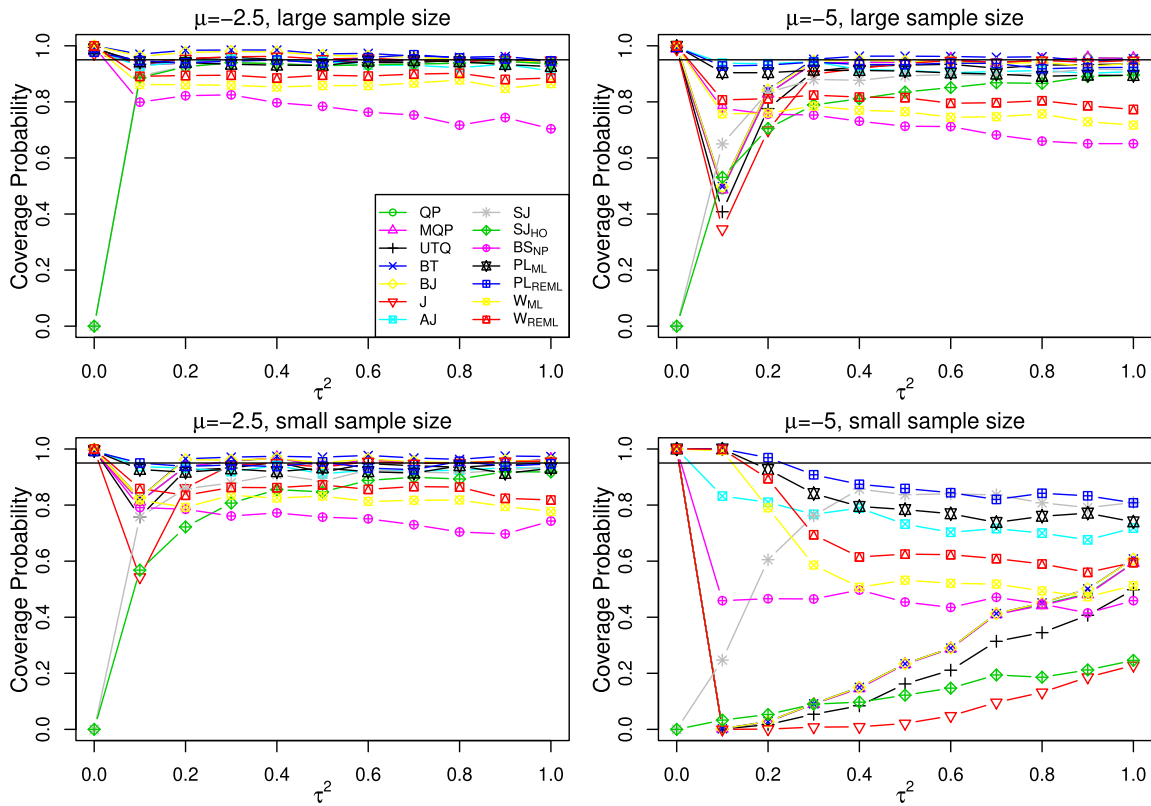 μ=−2.5, large sample size
Coverage Probability
1.0
0.8
0.6
0.4
0.2
0.0
QP
MQP
UTQ
BT
BJ
J
AJ
SJ
SJHO
BSNP
PLML
PLREML
WML
WREML
0.0 0.2 0.4 0.6 0.8 1.0
τ2
μ=−5, large sample size
Coverage Probability
1.0
0.8
0.6
0.4
0.2
0.0
0.0 0.2 0.4 0.6 0.8 1.0
τ2
μ=−2.5, small sample size
Coverage Probability
1.0
0.8
0.6
0.4
0.2
0.0
0.0 0.2 0.4 0.6 0.8 1.0
τ2
μ=−5, small sample size
Coverage Probability
1.0
0.8
0.6
0.4
0.2
0.0
0.0 0.2 0.4 0.6 0.8 1.0
τ2